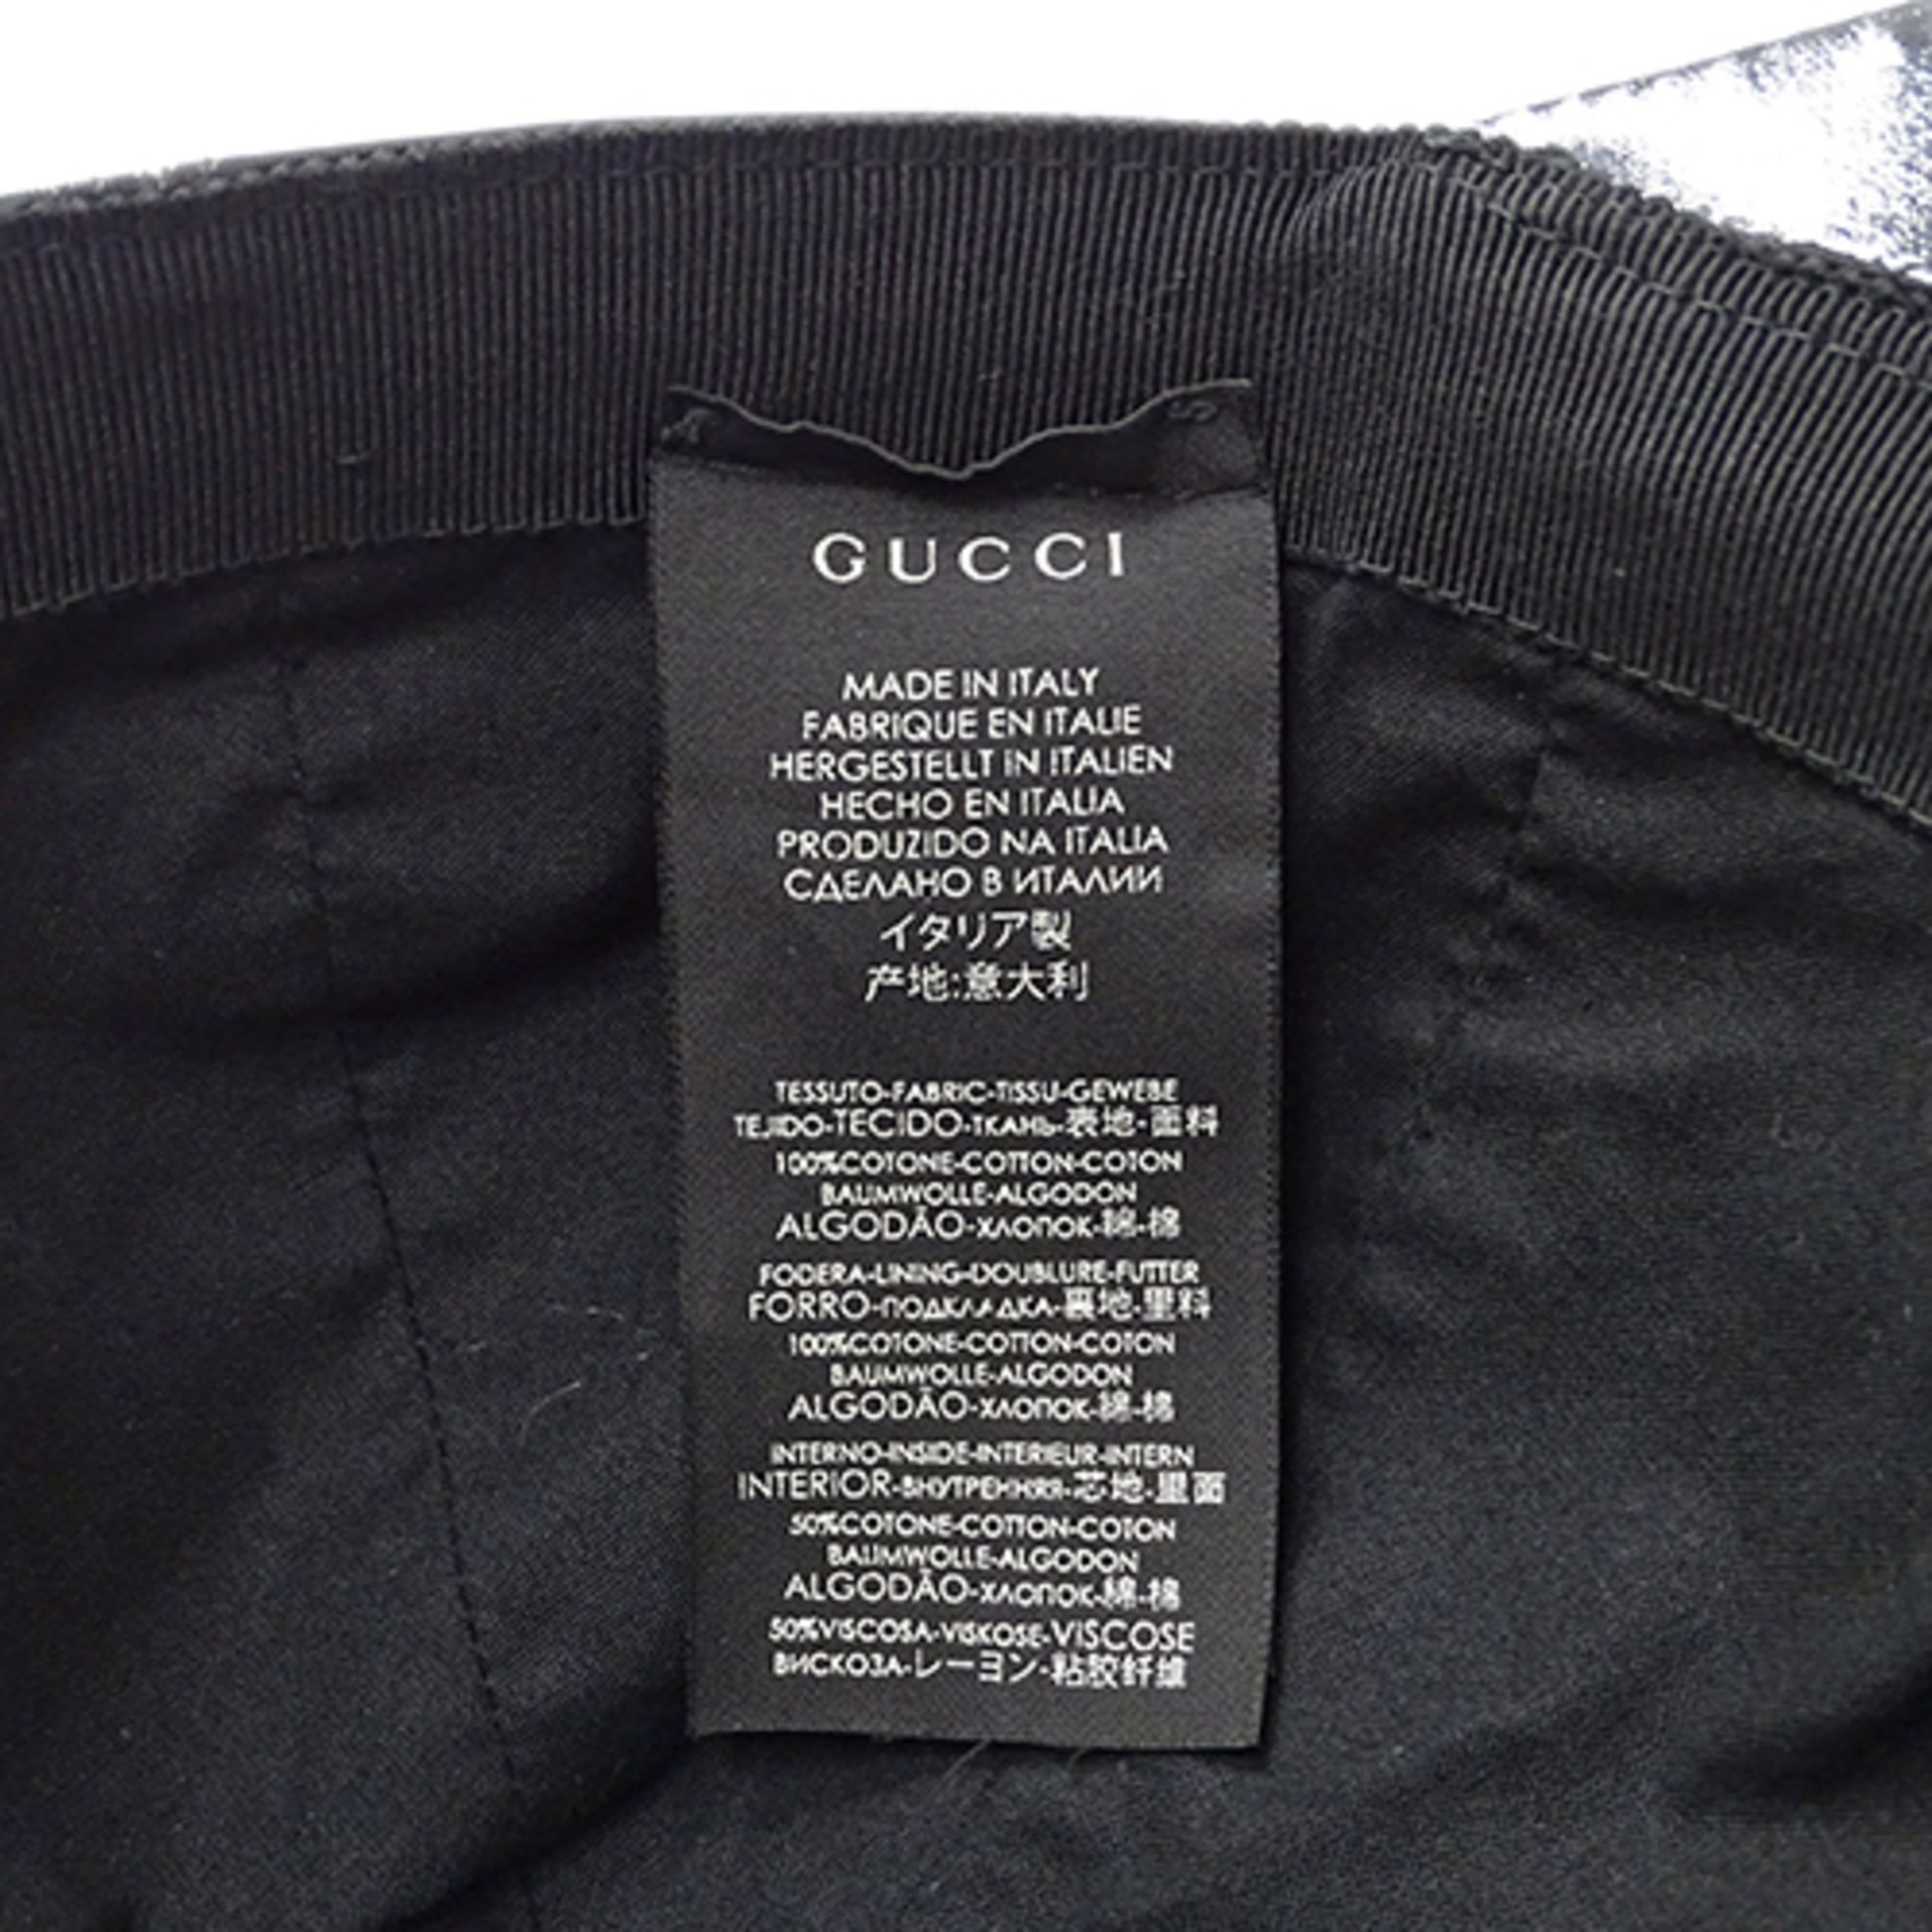 GUCCI
MADE IN ITALY
FABRIQUE EN ITALIE
HERGESTELLT IN ITALIEN
HECHO EN ITALIA
PRODUZIDO NA ITALIA
СДЕЛАНО В ИТАЛИИ
イタリア製
产地:意大利
TESSUTO-FABRIC-TISSU-GEWEBE
TEJIDO-TECIDO-ТКАНЬ-表地-面料
100%COTONE-COTTON-COTON
BAUMWOLLE-ALGODON
ALGODÃO-ХЛОПОК-綿-棉
FODERA-LINING-DOUBLURE-FUTTER
FORRO-ПОДКЛАДКА-裏地-里料
100%COTONE-COTTON-COTON
BAUMWOLLE-ALGODON
ALGODÃO-ХЛОПОК-綿-棉
INTERNO-INSIDE-INTERIEUR-INTERN
INTERIOR-ВНУТРЕННЯЯ-芯地-里面
50%COTONE-COTTON-COTON
BAUMWOLLE-ALGODON
ALGODÃO-ХЛОПОК-綿-棉
50%VISCOSA-VISKOSE-VISCOSE
ВИСКОЗА-レーヨン-粘胶纤维